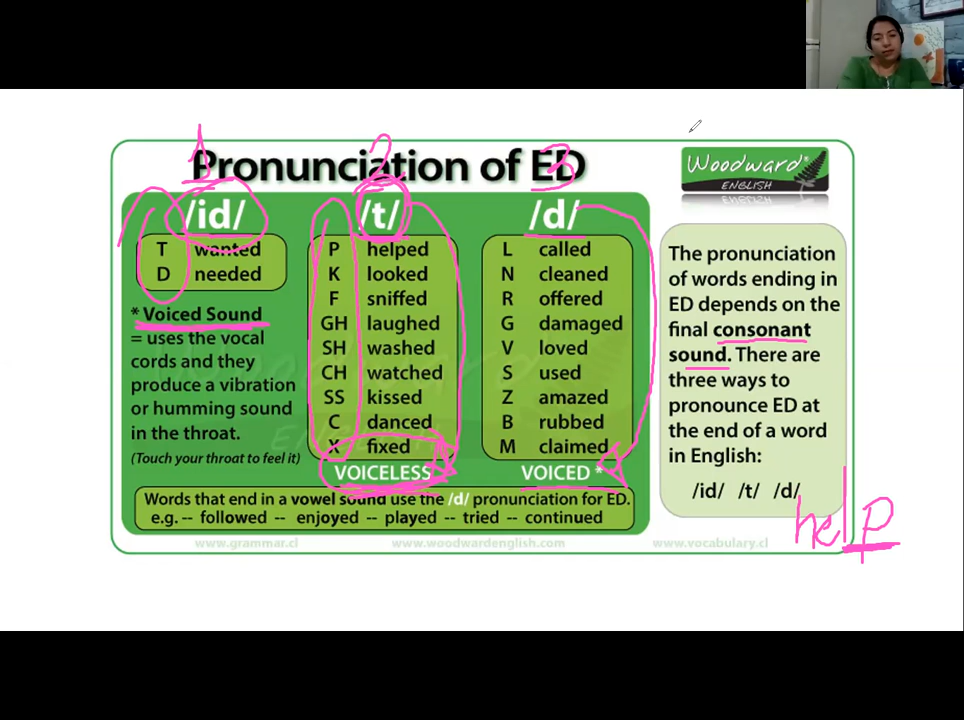 1 2 3
Pronunciation of ED
Woodward®
ENGLISH
/id/ /t/ /d/
T wanted
D needed
* Voiced Sound
= uses the vocal
cords and they
produce a vibration
or humming sound
in the throat.
(Touch your throat to feel it)
P helped
K looked
F sniffed
GH laughed
SH washed
CH watched
SS kissed
C danced
X fixed
VOICELESS
L called
N cleaned
R offered
G damaged
V loved
S used
Z amazed
B rubbed
M claimed
VOICED *
Words that end in a vowel sound use the /d/ pronunciation for ED.
e.g. -- followed -- enjoyed -- played -- tried -- continued
The pronunciation
of words ending in
ED depends on the
final consonant
sound. There are
three ways to
pronounce ED at
the end of a word
in English:
/id/ /t/ /d/
help
www.grammar.cl www.woodwardenglish.com www.vocabulary.cl